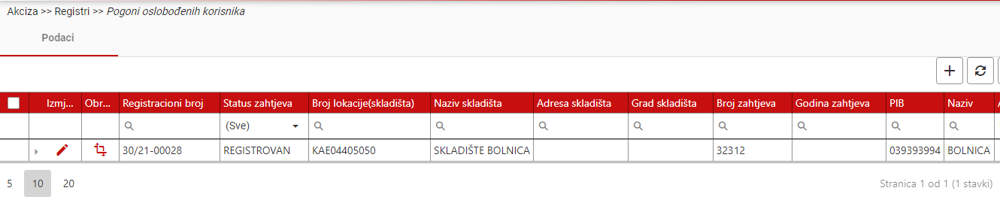 Akciza >> Registri >> Pogoni oslobođenih korisnika
Podaci
Izmj... Obr... Registracioni broj Status zahtjeva Broj lokacije(skladišta) Naziv skladišta Adresa skladišta Grad skladišta Broj zahtjeva Godina zahtjeva PIB Naziv
(Sve)
30/21-00028 REGISTROVAN KAE04405050 SKLADIŠTE BOLNICA 32312 039393994 BOLNICA
5 10 20 Stranica 1 od 1 (1 stavki)